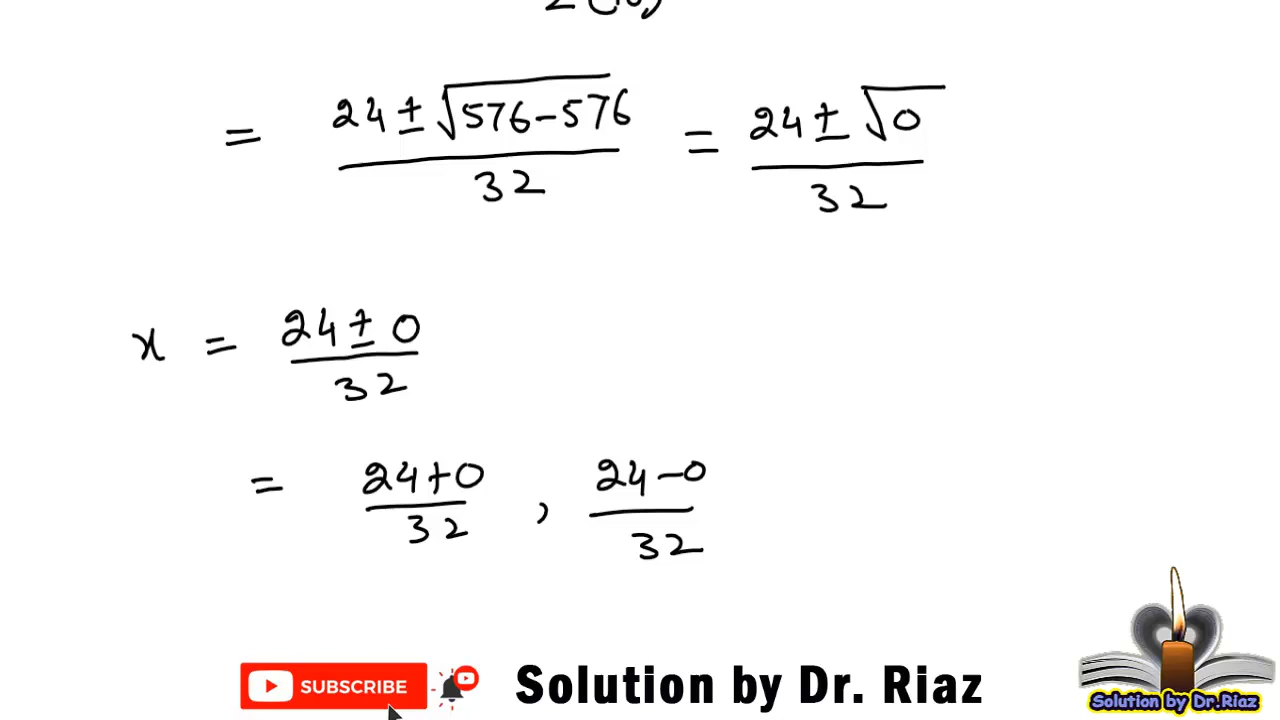 = 24 ± √576-576 / 32 = 24 ± √0 / 32
x = 24 ± 0 / 32
= 24+0 / 32 , 24-0 / 32
SUBSCRIBE Solution by Dr. Riaz
Solution by Dr.Riaz